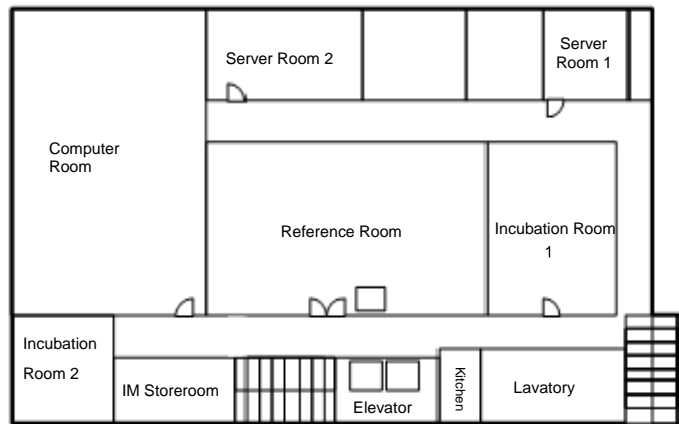 Server Room 2
Server
Room 1
Computer
Room
Reference Room
Incubation Room
1
Incubation
Room 2
IM Storeroom
Elevator
Kitchen
Lavatory